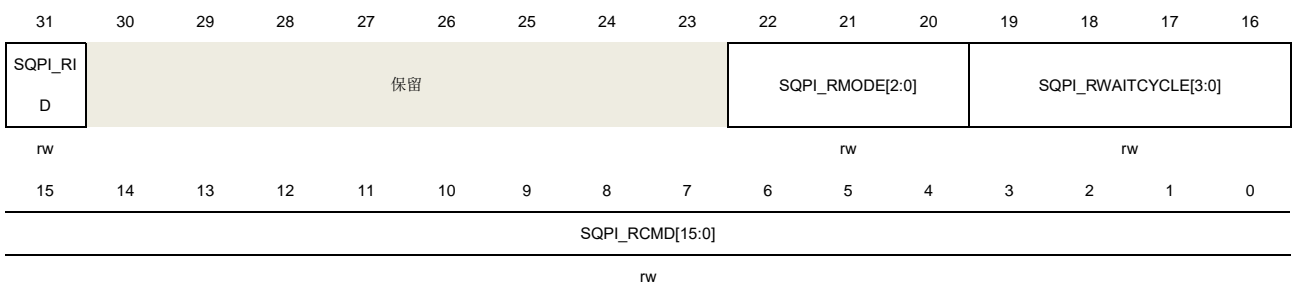 31 30 29 28 27 26 25 24 23 22 21 20 19 18 17 16
SQPI_RI
D
保留
SQPI_RMODE[2:0]
SQPI_RWAITCYCLE[3:0]
rw rw rw
15 14 13 12 11 10 9 8 7 6 5 4 3 2 1 0
SQPI_RCMD[15:0]
rw